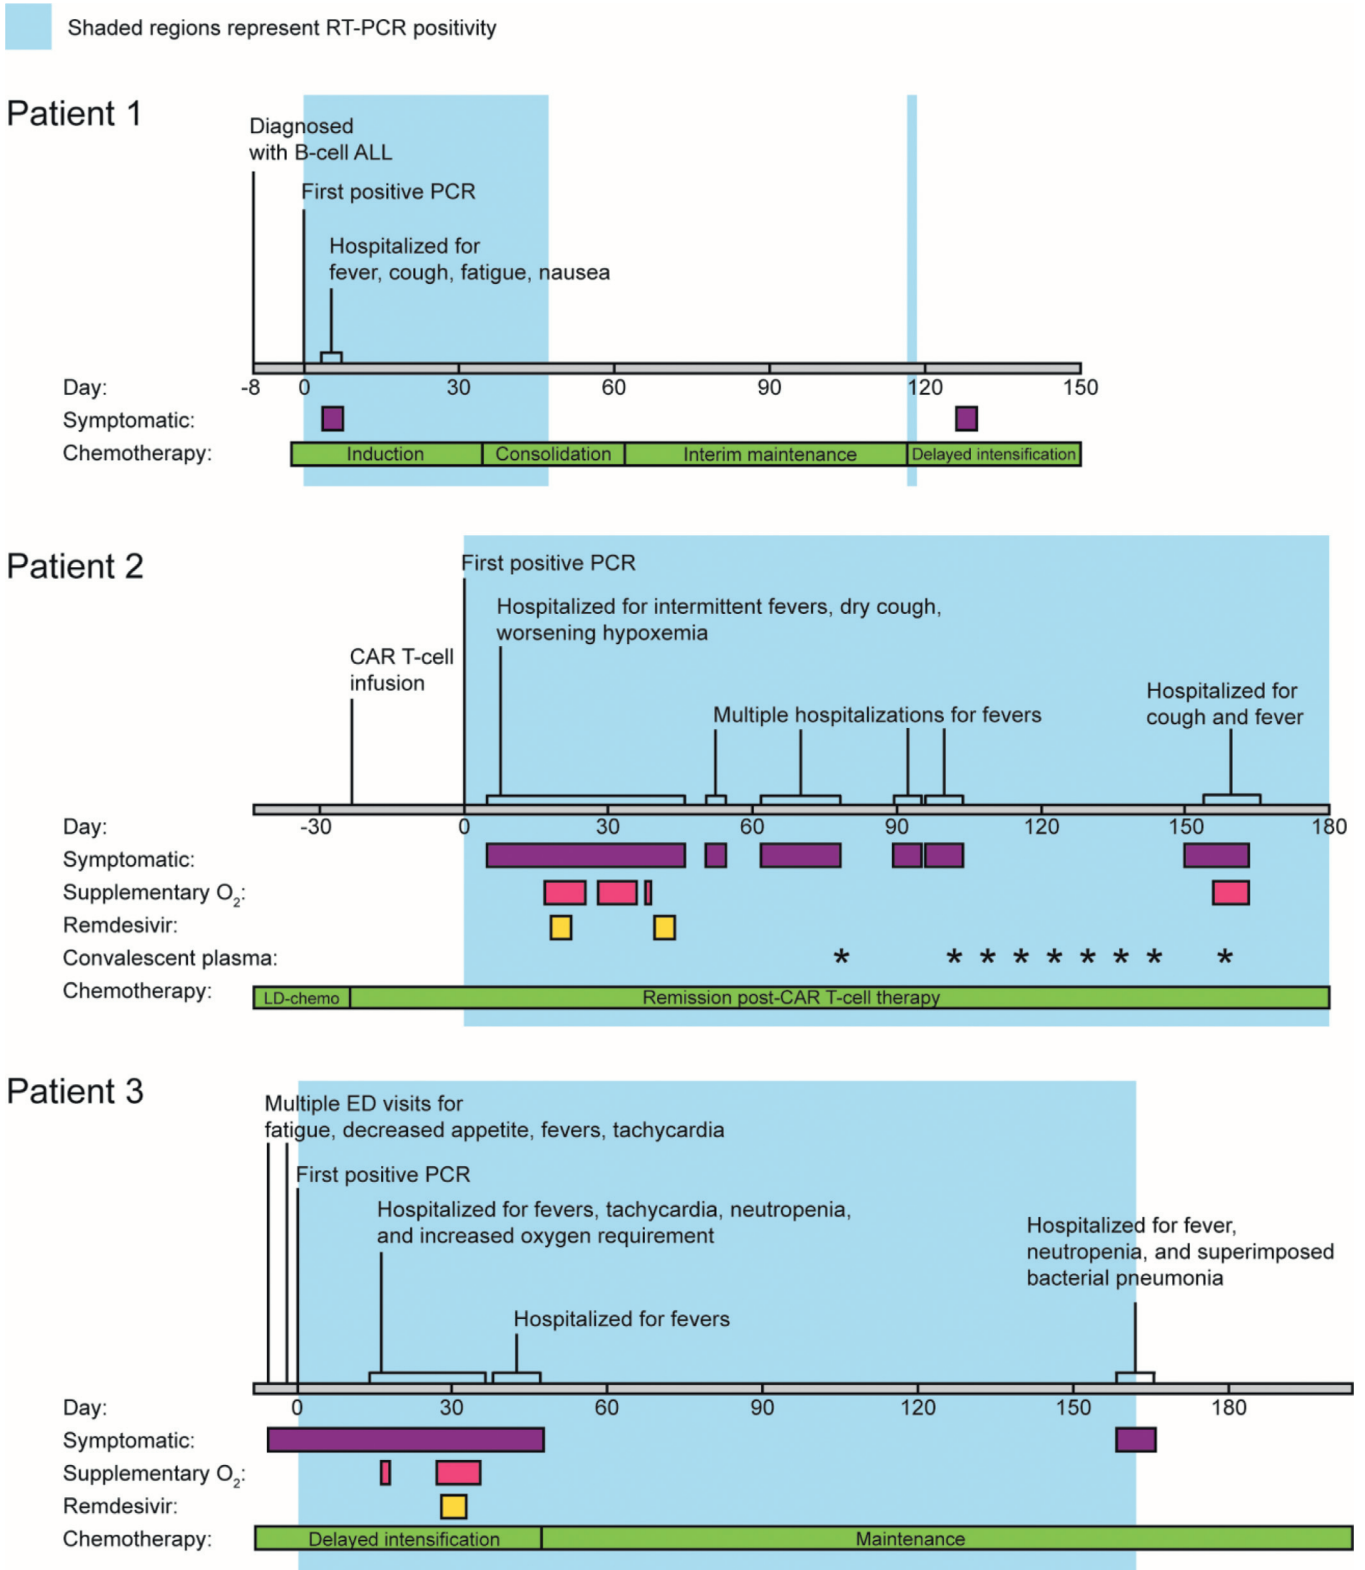 Shaded regions represent RT-PCR positivity
Patient 1
Diagnosed
with B-cell ALL
First positive PCR
Hospitalized for
fever, cough, fatigue, nausea
Day: -8 0 30 60 90 120 150
Symptomatic:
Chemotherapy: Induction Consolidation Interim maintenance Delayed intensification
Patient 2
First positive PCR
Hospitalized for intermittent fevers, dry cough,
worsening hypoxemia
CAR T-cell
infusion
Multiple hospitalizations for fevers
Hospitalized for
cough and fever
Day: -30 0 30 60 90 120 150 180
Symptomatic:
Supplementary O₂:
Remdesivir:
Convalescent plasma: * * * * * * * * *
Chemotherapy: LD-chemo Remission post-CAR T-cell therapy
Patient 3
Multiple ED visits for
fatigue, decreased appetite, fevers, tachycardia
First positive PCR
Hospitalized for fevers, tachycardia, neutropenia,
and increased oxygen requirement
Hospitalized for fever,
neutropenia, and superimposed
bacterial pneumonia
Hospitalized for fevers
Day: 0 30 60 90 120 150 180
Symptomatic:
Supplementary O₂:
Remdesivir:
Chemotherapy: Delayed intensification Maintenance